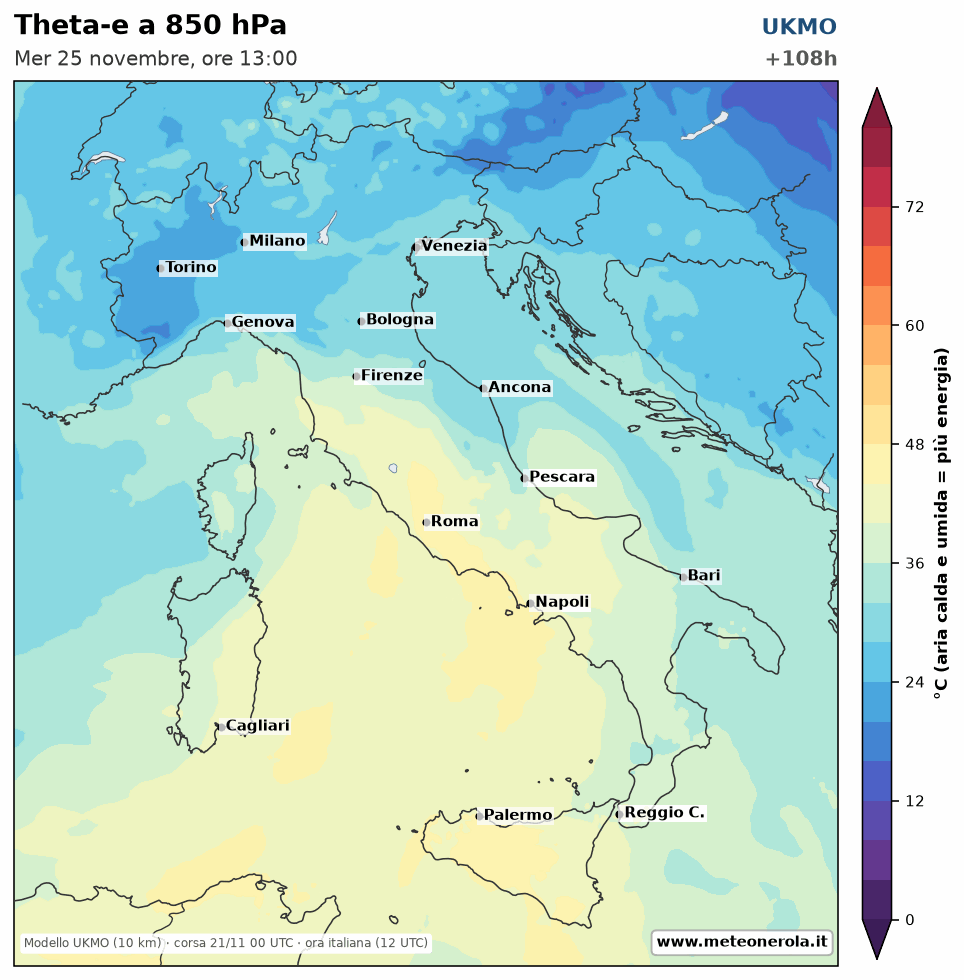 Theta-e a 850 hPa
UKMO
Mer 25 novembre, ore 13:00
+108h
Milano
Venezia
Torino
Genova
Bologna
Firenze
Ancona
Pescara
Roma
Bari
Napoli
Cagliari
Palermo
Reggio C.
72
60
48
36
24
12
0
°C (aria calda e umida = più energia)
Modello UKMO (10 km) · corsa 21/11 00 UTC · ora italiana (12 UTC)
www.meteonerola.it